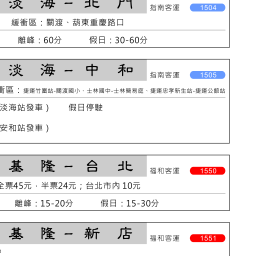 淡海－北門
指南客運 1504
緩衝區：關渡、葫東重慶路口
離峰：60分 假日：30-60分
淡海－中和
指南客運 1505
衝區：捷運竹圍站-關渡國小、士林國中-士林簡易庭、捷運忠孝新生站-捷運公館站
淡海站發車） 假日停駛
安和站發車）
基隆－台北
福和客運 1550
全票45元，半票24元；台北市內10元
離峰：15-20分 假日：15-30分
基隆－新店
福和客運 1551